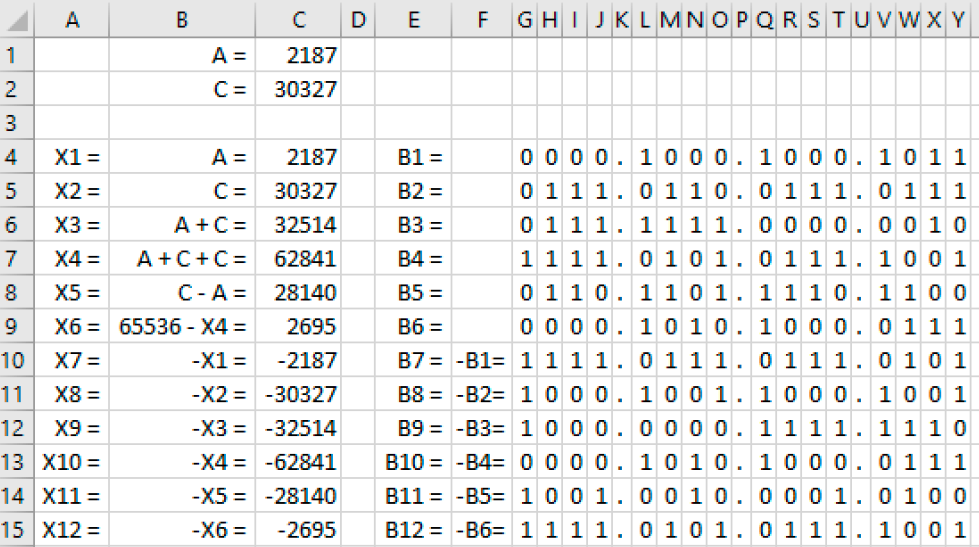 A B C D E F G H I J K L M N O P Q R S T U V W X Y
1 A = 2187
2 C = 30327
3
4 X1 = A = 2187 B1 = 0 0 0 0 . 1 0 0 0 . 1 0 0 0 . 1 0 1 1
5 X2 = C = 30327 B2 = 0 1 1 1 . 0 1 1 0 . 0 1 1 1 . 0 1 1 1
6 X3 = A + C = 32514 B3 = 0 1 1 1 . 1 1 1 1 . 0 0 0 0 . 0 0 1 0
7 X4 = A + C + C = 62841 B4 = 1 1 1 1 . 0 1 0 1 . 0 1 1 1 . 1 0 0 1
8 X5 = C - A = 28140 B5 = 0 1 1 0 . 1 1 0 1 . 1 1 1 0 . 1 1 0 0
9 X6 = 65536 - X4 = 2695 B6 = 0 0 0 0 . 1 0 1 0 . 1 0 0 0 . 0 1 1 1
10 X7 = -X1 = -2187 B7 = -B1= 1 1 1 1 . 0 1 1 1 . 0 1 1 1 . 0 1 0 1
11 X8 = -X2 = -30327 B8 = -B2= 1 0 0 0 . 1 0 0 1 . 1 0 0 0 . 1 0 0 1
12 X9 = -X3 = -32514 B9 = -B3= 1 0 0 0 . 0 0 0 0 . 1 1 1 1 . 1 1 1 0
13 X10 = -X4 = -62841 B10 = -B4= 0 0 0 0 . 1 0 1 0 . 1 0 0 0 . 0 1 1 1
14 X11 = -X5 = -28140 B11 = -B5= 1 0 0 1 . 0 0 1 0 . 0 0 0 1 . 0 1 0 0
15 X12 = -X6 = -2695 B12 = -B6= 1 1 1 1 . 0 1 0 1 . 0 1 1 1 . 1 0 0 1